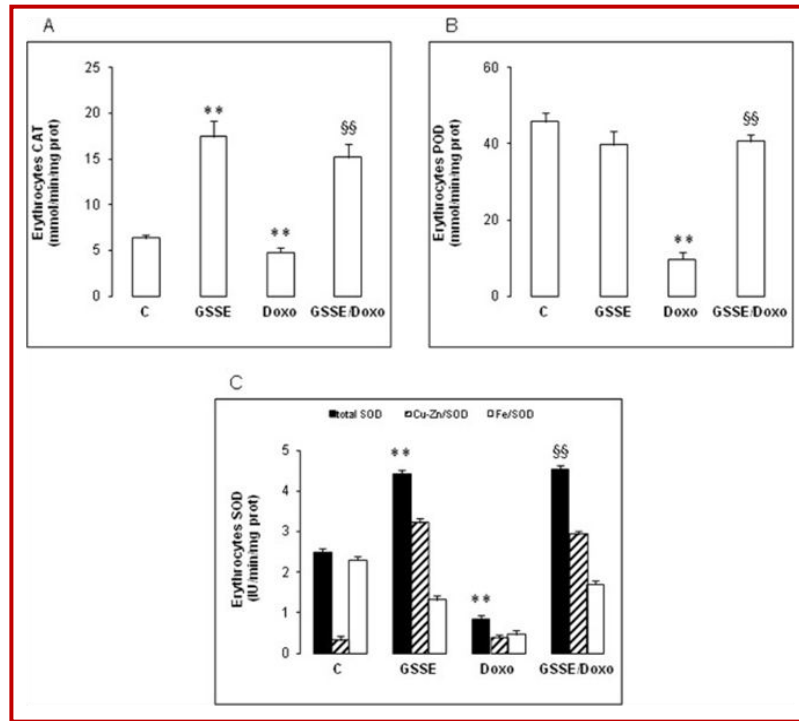 A
Erythrocytes CAT
(mmol/min/mg prot)
25
20
15
10
5
0
**
**
§§
C GSSE Doxo GSSE/Doxo
B
Erythrocytes POD
(mmol/min/mg prot)
60
40
20
0
**
§§
C GSSE Doxo GSSE/Doxo
C
total SOD Cu-Zn/SOD Fe/SOD
Erythrocytes SOD
(IU/min/mg prot)
5
4
3
2
1
0
**
**
§§
C GSSE Doxo GSSE/Doxo